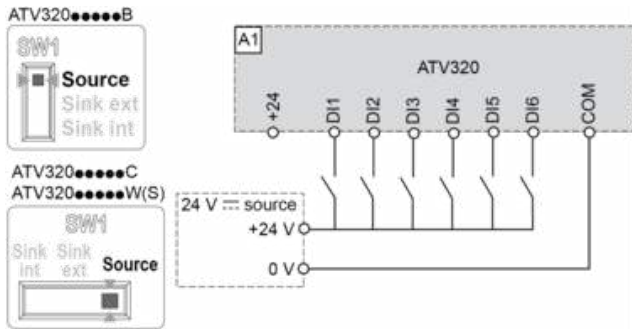 ATV320●●●●●B
SW1
Source
Sink ext
Sink int
ATV320●●●●●C
ATV320●●●●●W(S)
SW1
Sink int
Sink ext
Source
A1
ATV320
+24
DI1
DI2
DI3
DI4
DI5
DI6
COM
24 V ⎓ source
+24 V
0 V